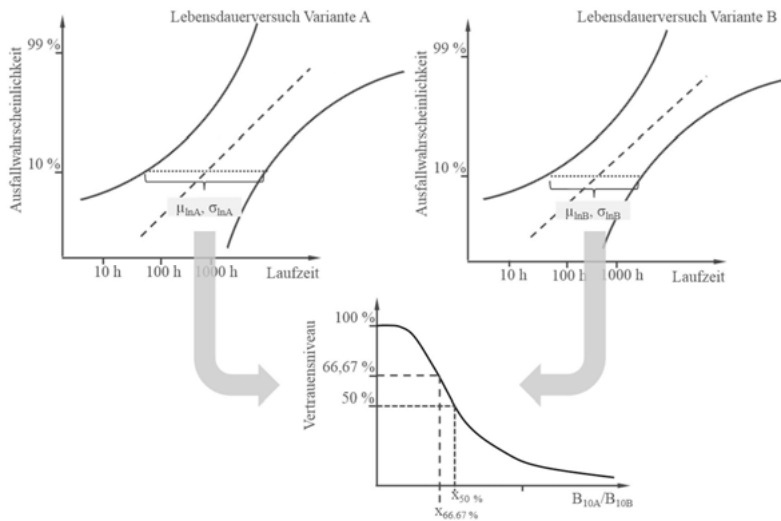 Lebensdauerversuch Variante A
Ausfallwahrscheinlichkeit
99 %
10 %
μlnA, σlnA
10 h 100 h 1000 h Laufzeit
Lebensdauerversuch Variante B
Ausfallwahrscheinlichkeit
99 %
10 %
μlnB, σlnB
10 h 100 h 1000 h Laufzeit
Vertrauensniveau
100 %
66,67 %
50 %
x50 %
x66.67 %
B10A/B10B